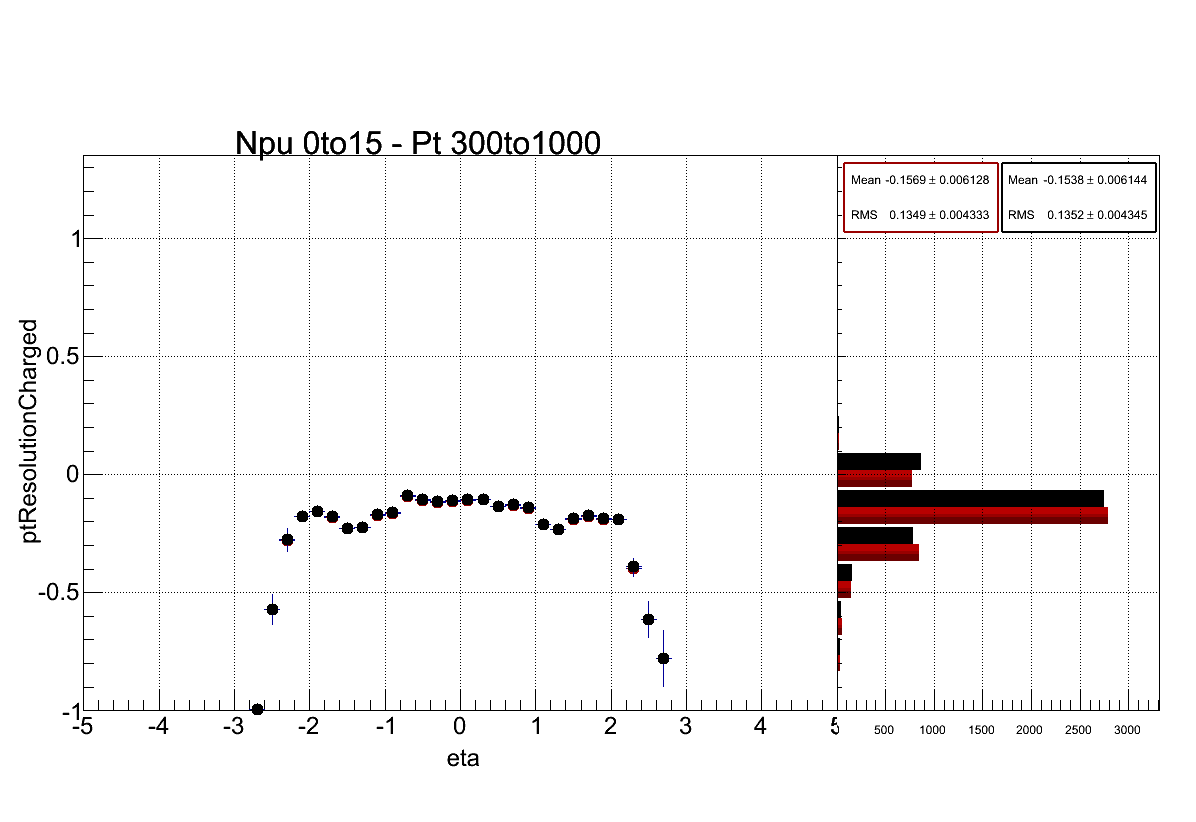 Npu 0to15 - Pt 300to1000
Mean -0.1569 ± 0.006128
RMS 0.1349 ± 0.004333
Mean -0.1538 ± 0.006144
RMS 0.1352 ± 0.004345
ptResolutionCharged
1
0.5
0
-0.5
-1
-5 -4 -3 -2 -1 0 1 2 3 4 5
500 1000 1500 2000 2500 3000
eta